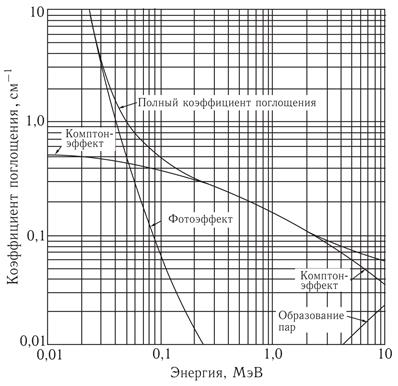 10
Полный коэффициент поглощения
1.0
Комптон-
эффект
Фотоэффект
0,1
Комптон-
эффект
Образование
пар
0,01
0,01
0,1
1,0
10
Энергия, МэВ
Коэффициент поглощения, см⁻¹